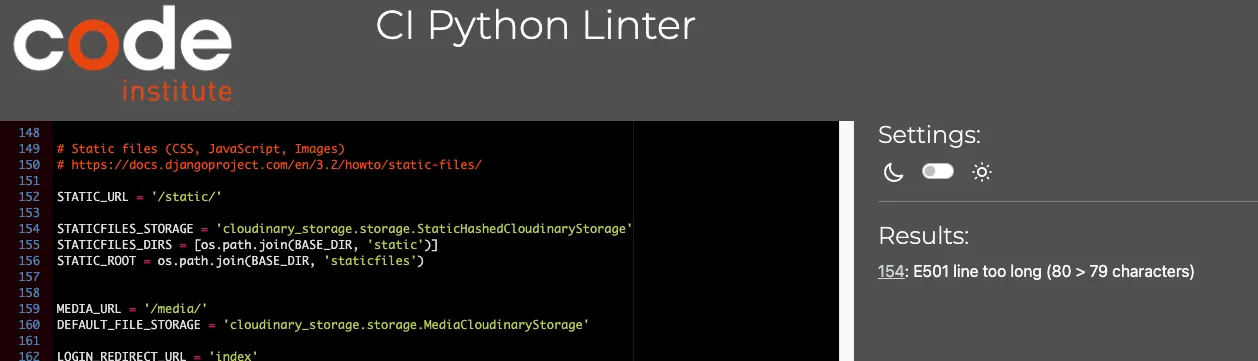 code
institute
CI Python Linter
148
149 # Static files (CSS, JavaScript, Images)
150 # https://docs.djangoproject.com/en/3.2/howto/static-files/
151
152 STATIC_URL = '/static/'
153
154 STATICFILES_STORAGE = 'cloudinary_storage.storage.StaticHashedCloudinaryStorage'
155 STATICFILES_DIRS = [os.path.join(BASE_DIR, 'static')]
156 STATIC_ROOT = os.path.join(BASE_DIR, 'staticfiles')
157
158
159 MEDIA_URL = '/media/'
160 DEFAULT_FILE_STORAGE = 'cloudinary_storage.storage.MediaCloudinaryStorage'
161
162 LOGIN_REDIRECT_URL = 'index'
Settings:
Results:
154: E501 line too long (80 > 79 characters)